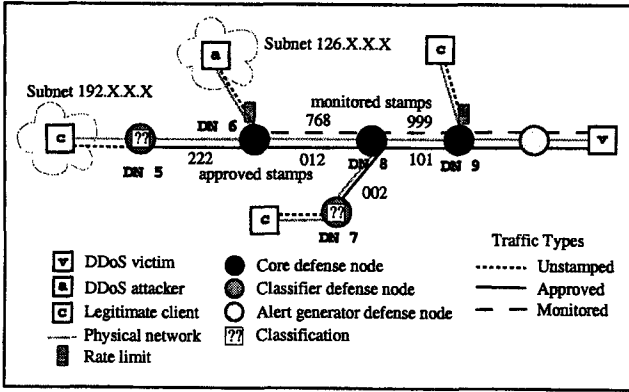 Subnet 126.X.X.X
a
c
Subnet 192.X.X.X
DN 6
monitored stamps
768
999
c
??
v
DN 5
222
approved stamps
012
DN 8
101
DN 9
002
c
??
DN 7
v DDoS victim
a DDoS attacker
c Legitimate client
Physical network
Rate limit
Core defense node
Classifier defense node
Alert generator defense node
?? Classification
Traffic Types
Unstamped
Approved
Monitored